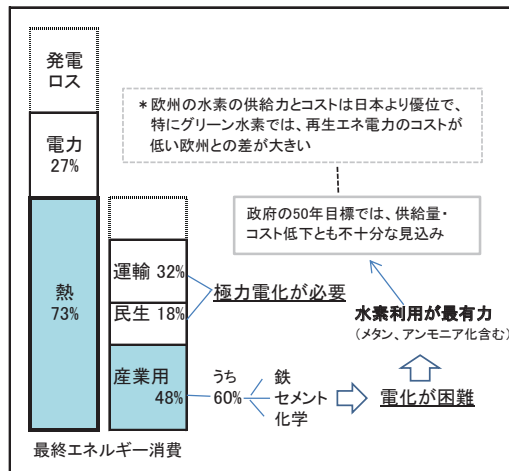 発電
ロス
電力
27%
熱
73%
運輸 32%
民生 18%
産業用
48%
最終エネルギー消費
*欧州の水素の供給力とコストは日本より優位で、
特にグリーン水素では、再生エネ電力のコストが
低い欧州との差が大きい
政府の50年目標では、供給量・
コスト低下とも不十分な見込み
極力電化が必要
水素利用が最有力
(メタン、アンモニア化含む)
うち
60%
鉄
セメント
化学
電化が困難